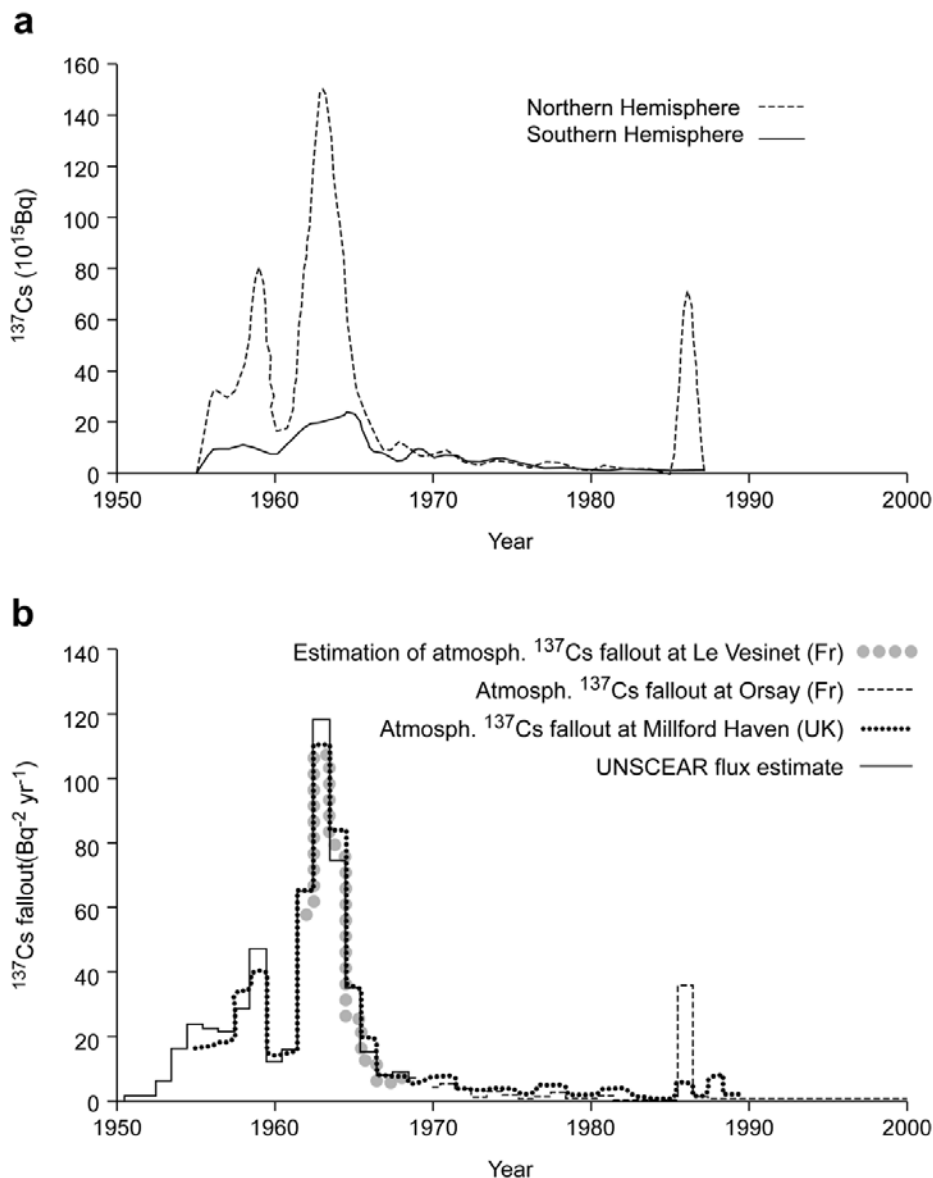 a
160
140
120
100
80
60
40
20
0
¹³⁷Cs (10¹⁵Bq)
Northern Hemisphere
Southern Hemisphere
1950 1960 1970 1980 1990 2000
Year
b
140
120
100
80
60
40
20
0
¹³⁷Cs fallout(Bq⁻² yr⁻¹)
Estimation of atmosph. ¹³⁷Cs fallout at Le Vesinet (Fr)
Atmosph. ¹³⁷Cs fallout at Orsay (Fr)
Atmosph. ¹³⁷Cs fallout at Millford Haven (UK)
UNSCEAR flux estimate
1950 1960 1970 1980 1990 2000
Year